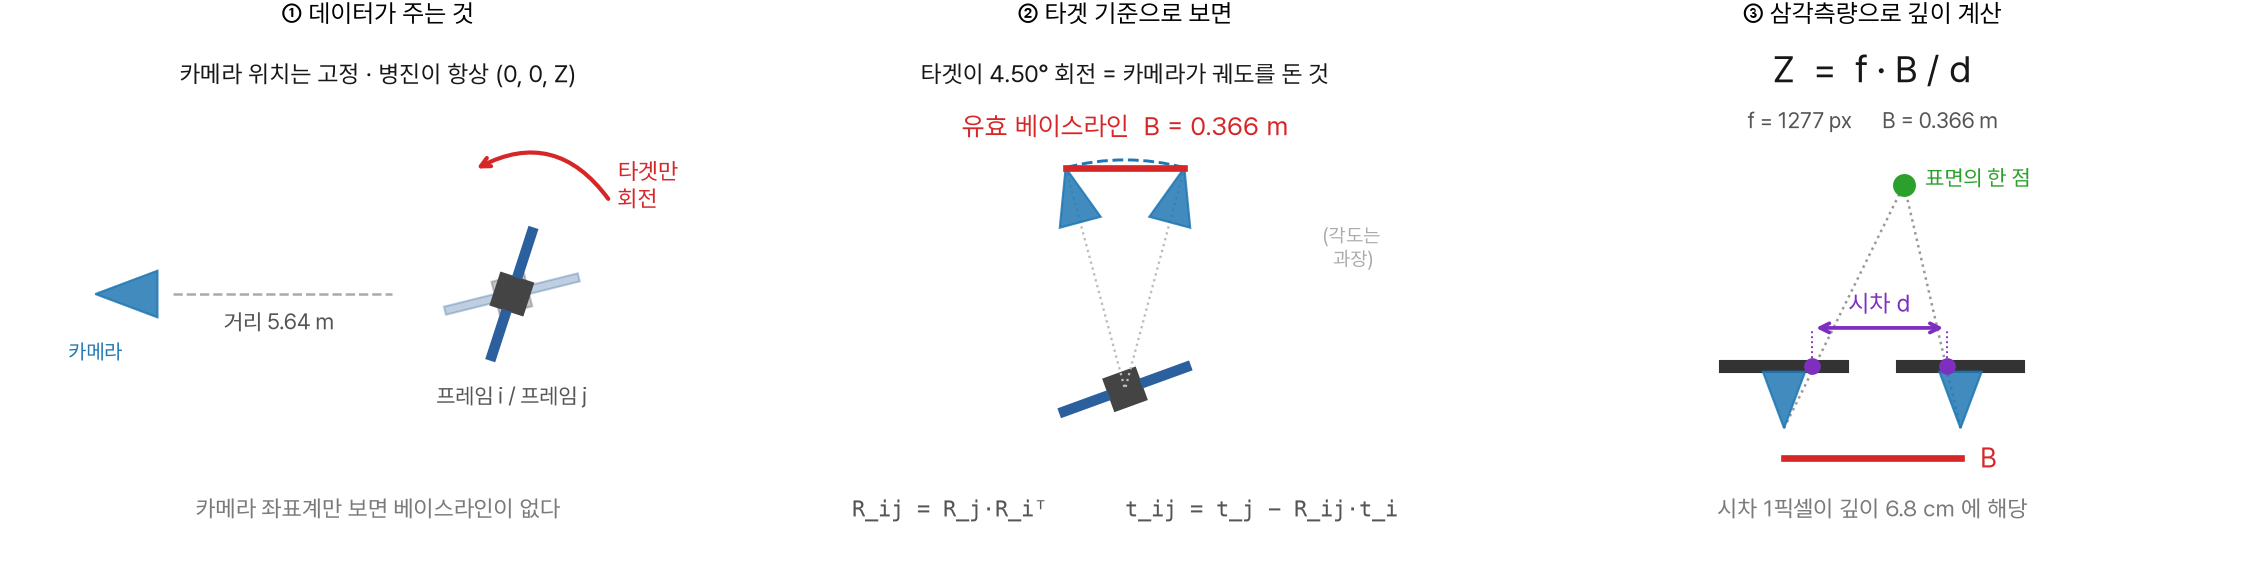 ① 데이터가 주는 것
카메라 위치는 고정 · 병진이 항상 (0, 0, Z)
타겟만
회전
거리 5.64 m
카메라
프레임 i / 프레임 j
카메라 좌표계만 보면 베이스라인이 없다
② 타겟 기준으로 보면
타겟이 4.50° 회전 = 카메라가 궤도를 돈 것
유효 베이스라인 B = 0.366 m
(각도는
과장)
R_ij = R_j·R_iᵀ
t_ij = t_j − R_ij·t_i
③ 삼각측량으로 깊이 계산
Z = f · B / d
f = 1277 px B = 0.366 m
표면의 한 점
시차 d
B
시차 1픽셀이 깊이 6.8 cm 에 해당